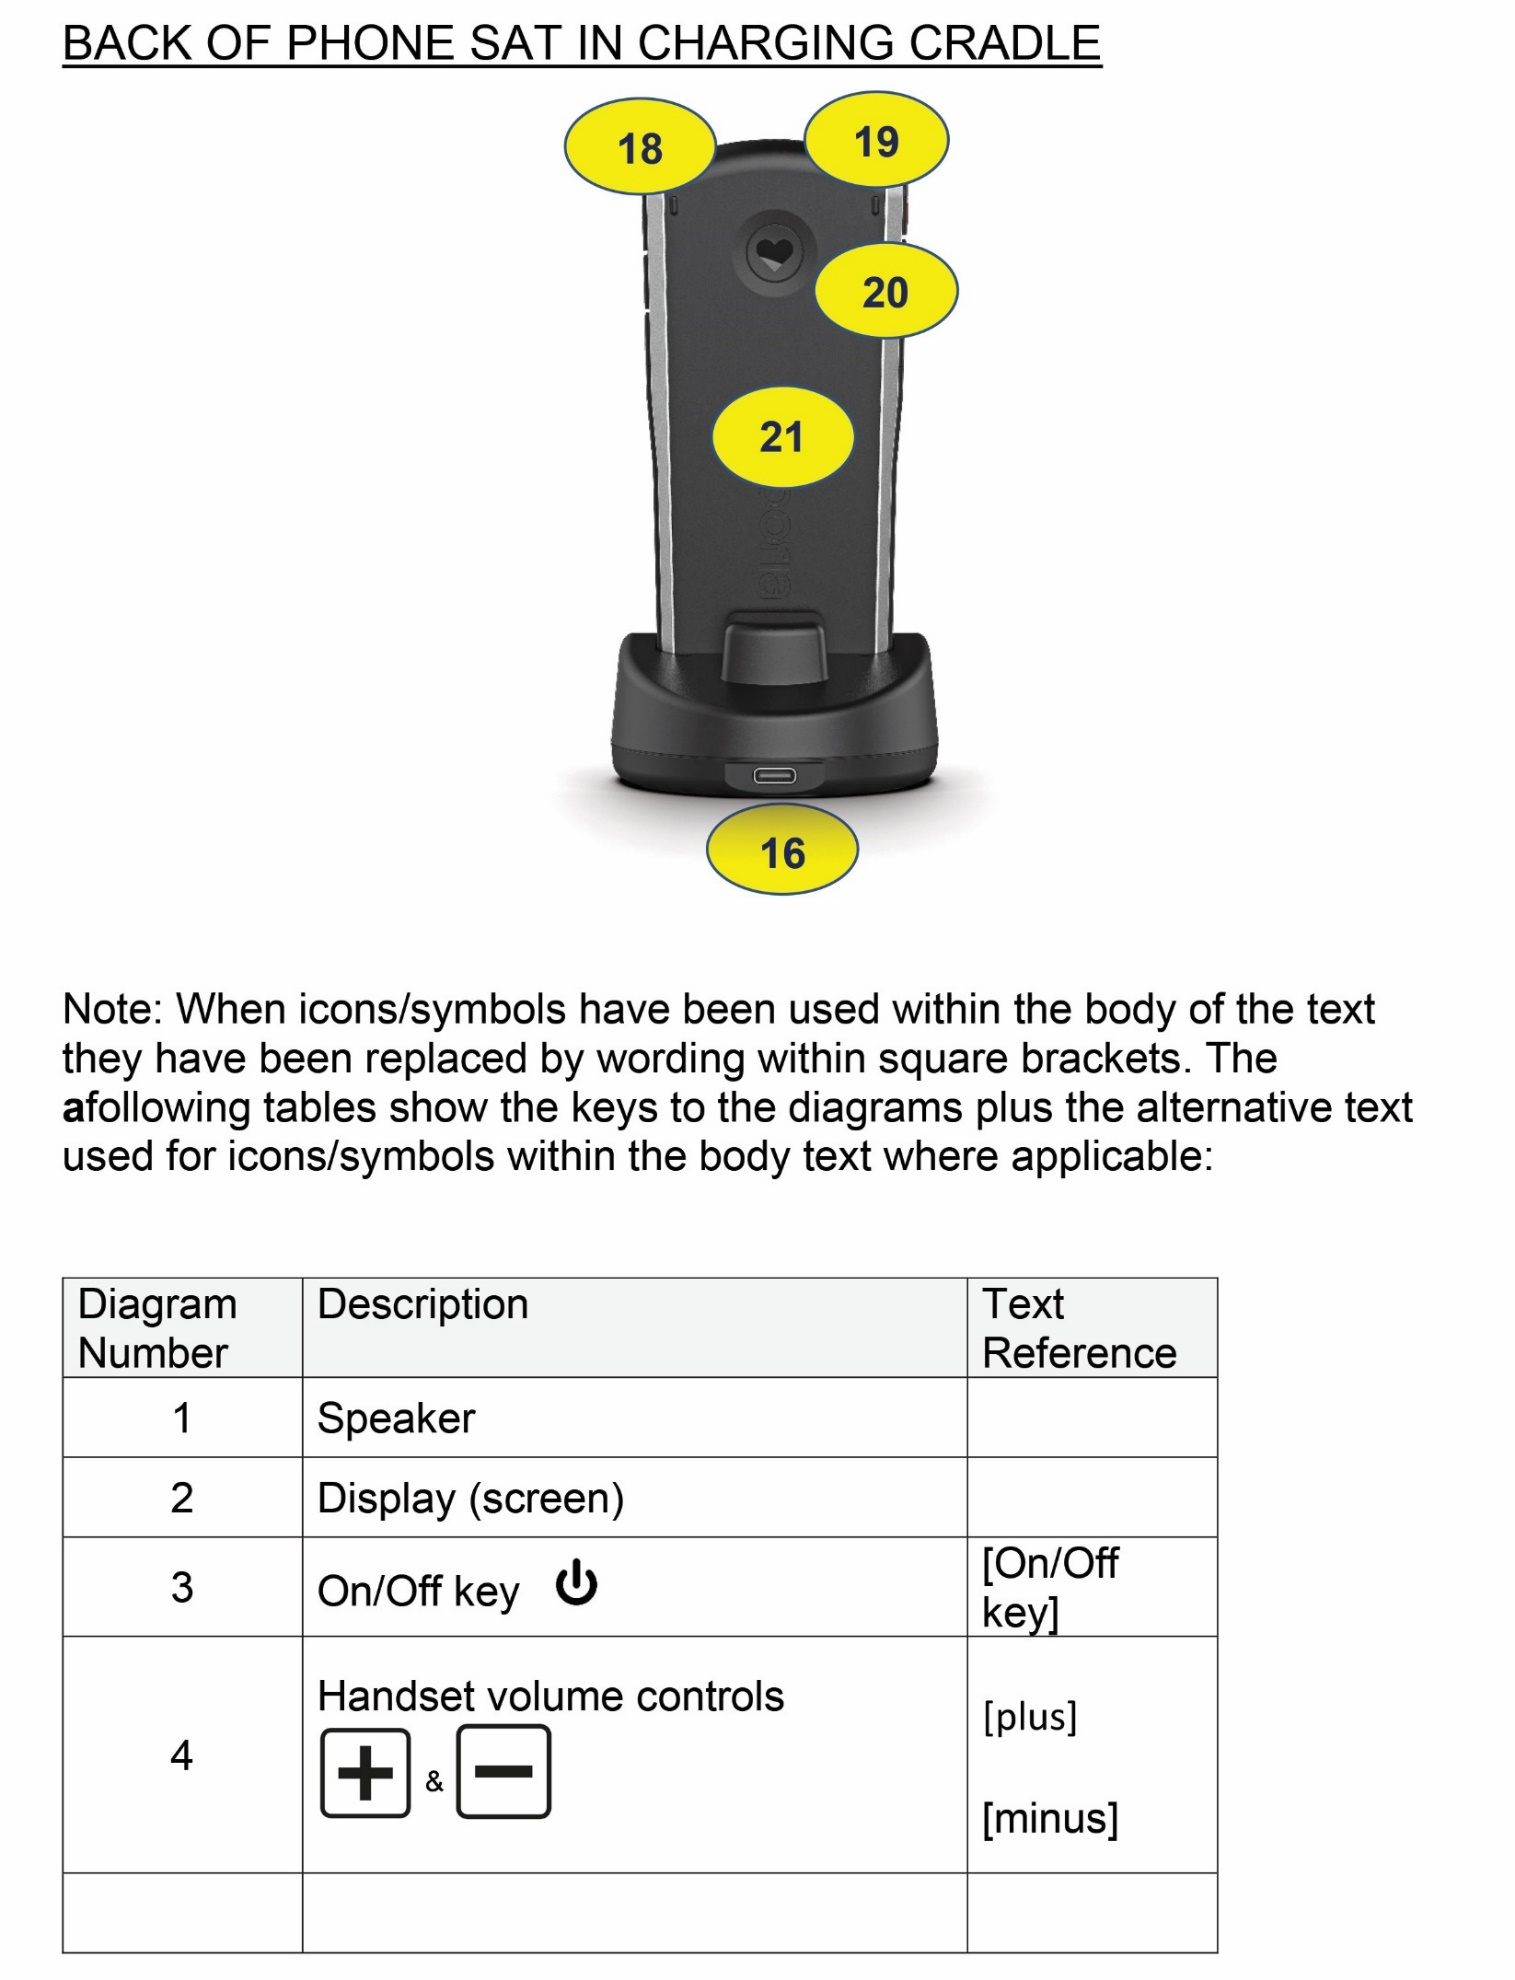 BACK OF PHONE SAT IN CHARGING CRADLE
18
19
20
21
16
Note: When icons/symbols have been used within the body of the text
they have been replaced by wording within square brackets. The
afollowing tables show the keys to the diagrams plus the alternative text
used for icons/symbols within the body text where applicable:
Diagram Number
Description
Text Reference
1
Speaker
2
Display (screen)
3
On/Off key
[On/Off key]
4
Handset volume controls
+ & −
[plus]
[minus]